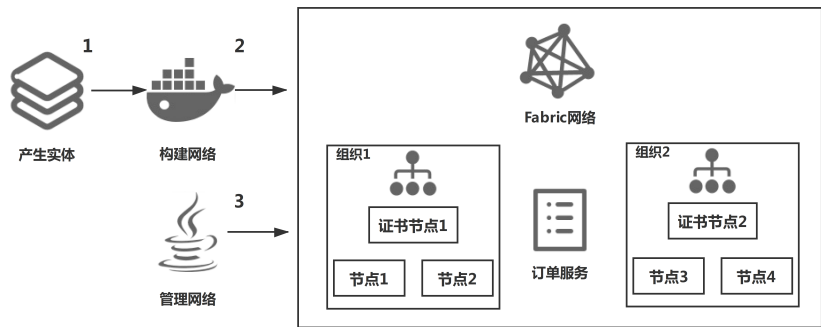 1
2
产生实体
构建网络
3
管理网络
Fabric网络
组织1
证书节点1
节点1
节点2
订单服务
组织2
证书节点2
节点3
节点4